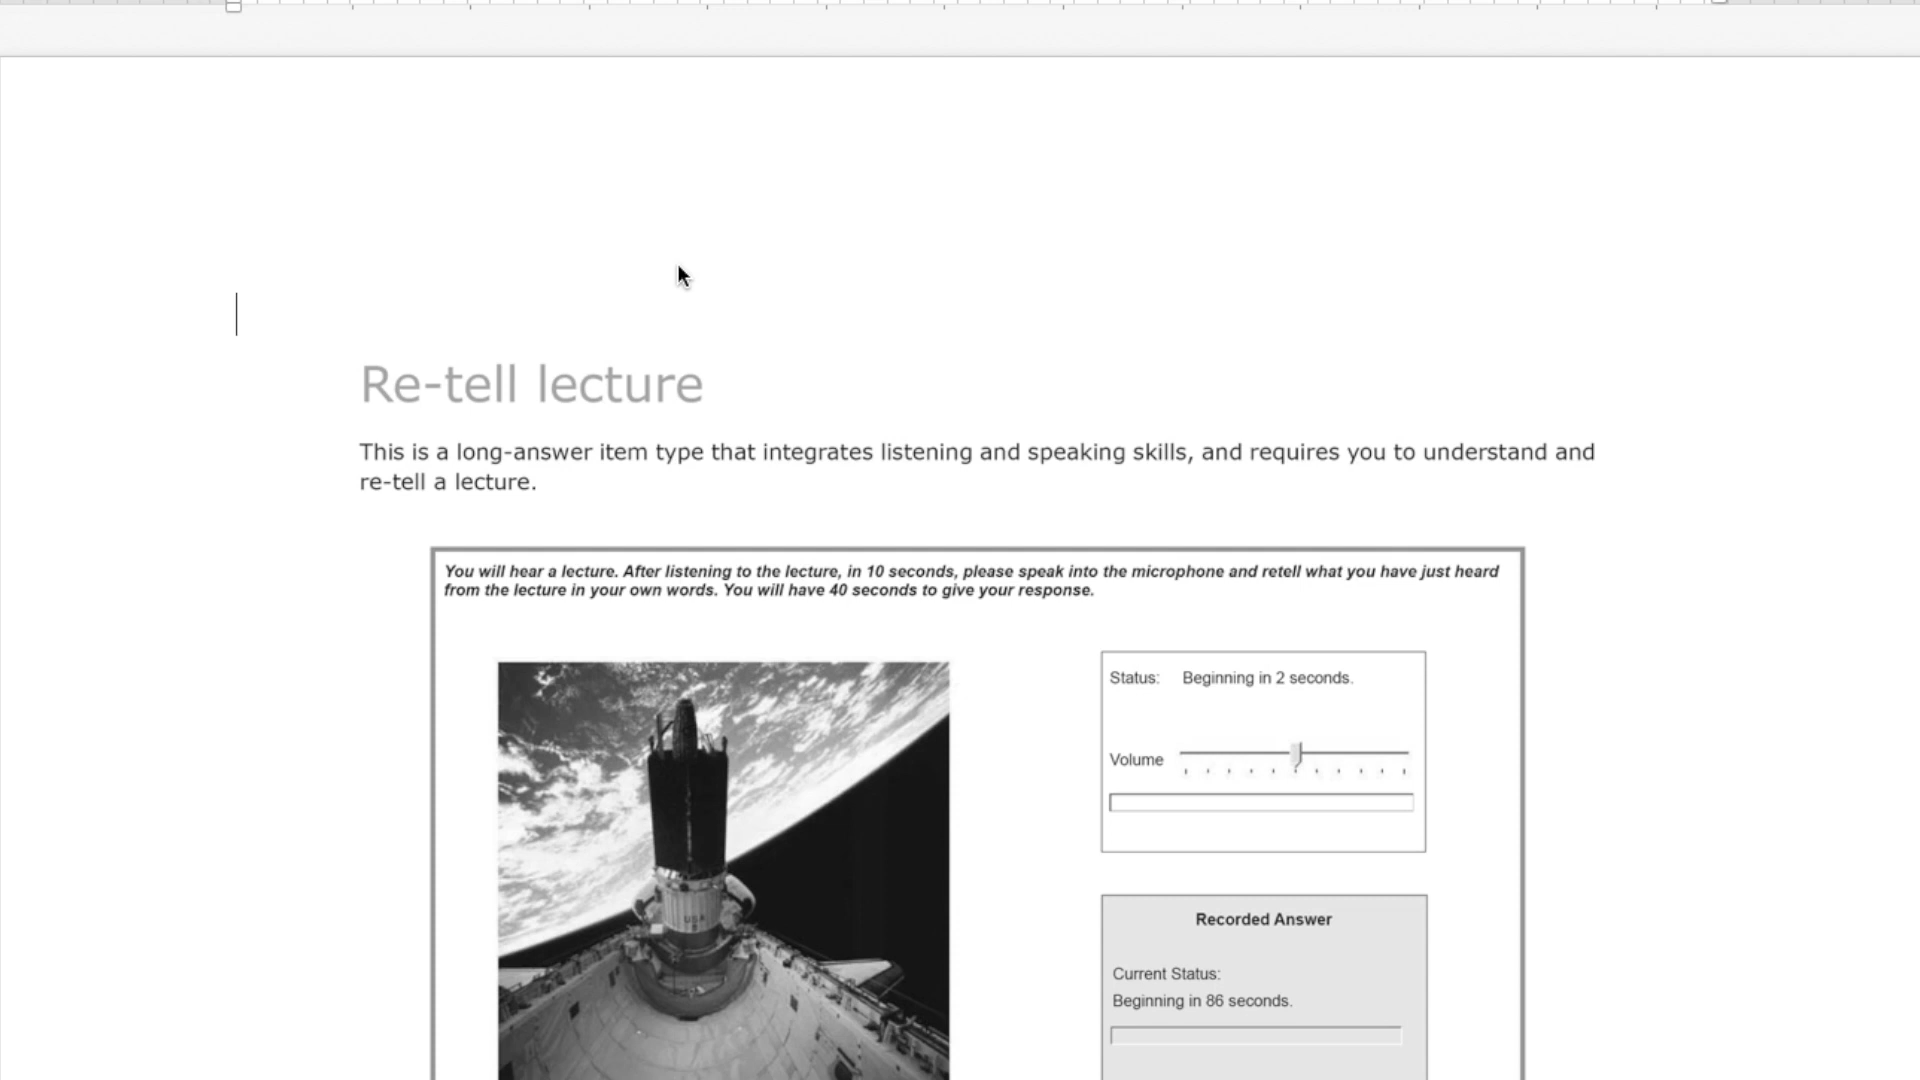 Re-tell lecture
This is a long-answer item type that integrates listening and speaking skills, and requires you to understand and
re-tell a lecture.
You will hear a lecture. After listening to the lecture, in 10 seconds, please speak into the microphone and retell what you have just heard
from the lecture in your own words. You will have 40 seconds to give your response.
Status: Beginning in 2 seconds.
Volume
USA
Recorded Answer
Current Status:
Beginning in 86 seconds.